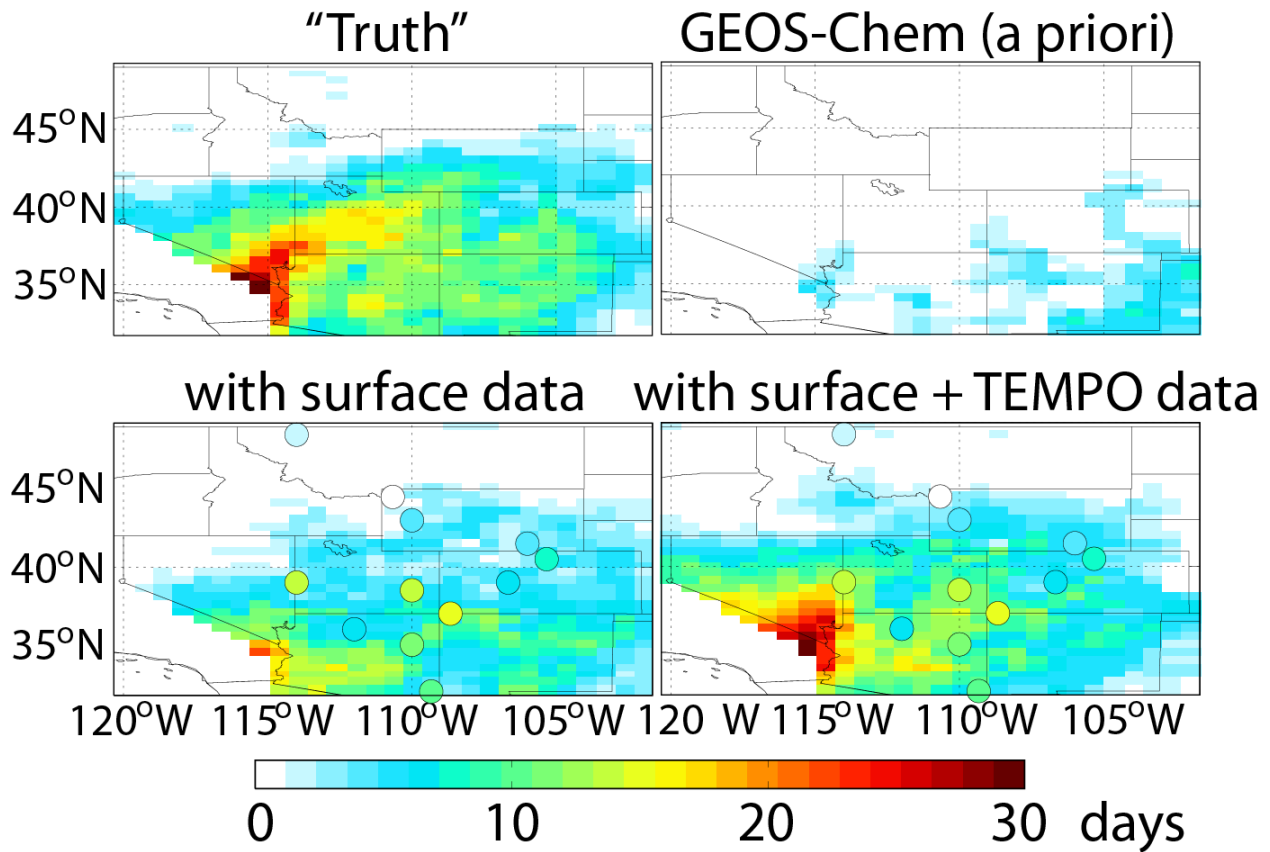 “Truth”
GEOS-Chem (a priori)
45°N
40°N
35°N
with surface data
with surface + TEMPO data
45°N
40°N
35°N
120°W 115°W 110°W 105°W
120 W 115°W 110°W 105°W
0 10 20 30 days